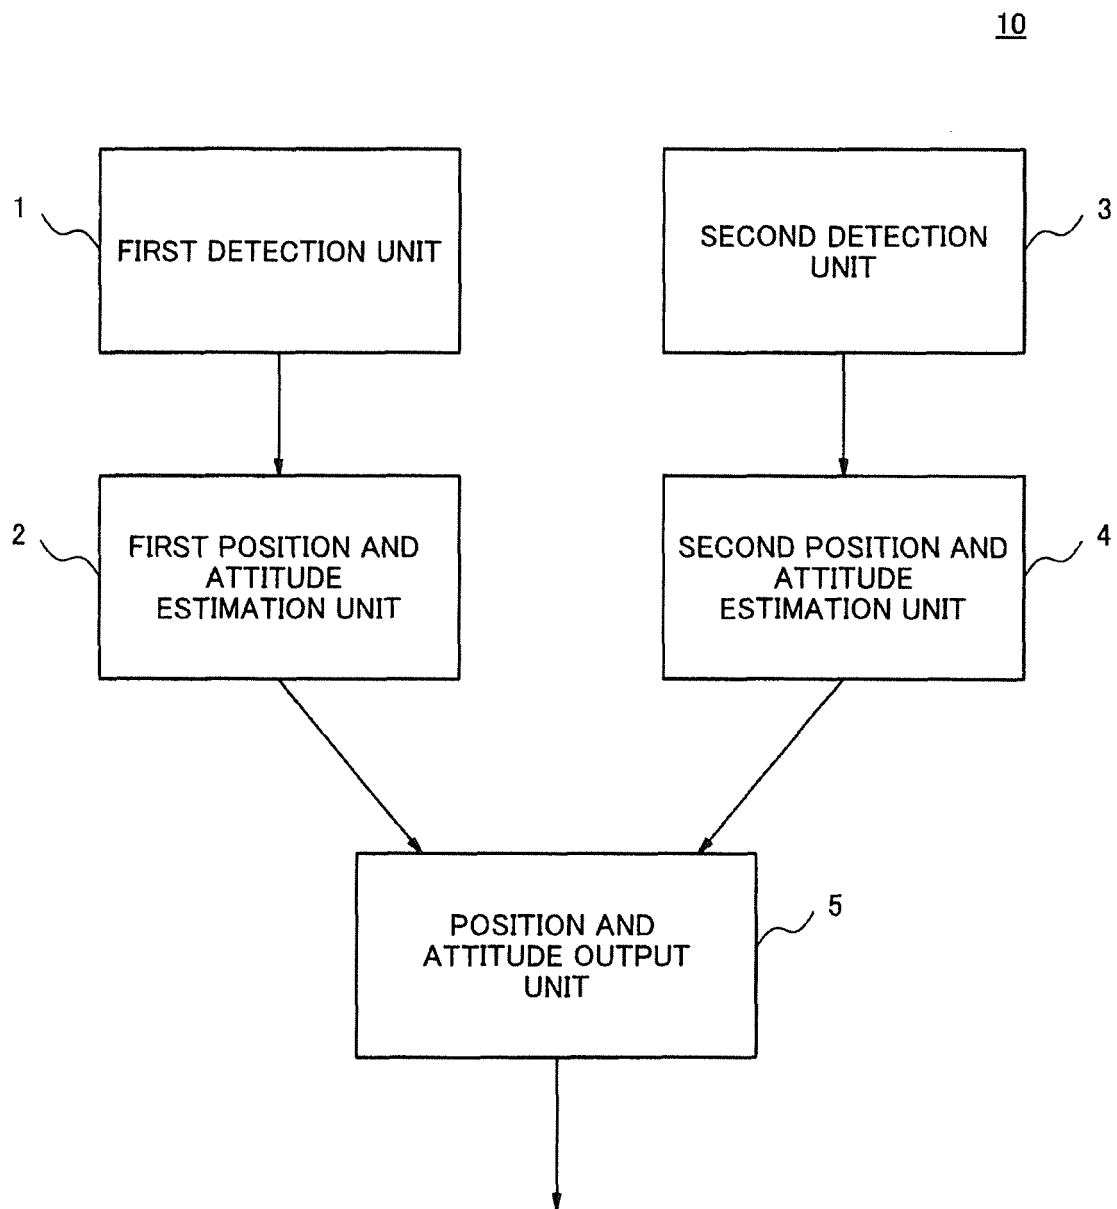 10
1
FIRST DETECTION UNIT
SECOND DETECTION
UNIT
3
2
FIRST POSITION AND
ATTITUDE
ESTIMATION UNIT
SECOND POSITION AND
ATTITUDE
ESTIMATION UNIT
4
POSITION AND
ATTITUDE OUTPUT
UNIT
5